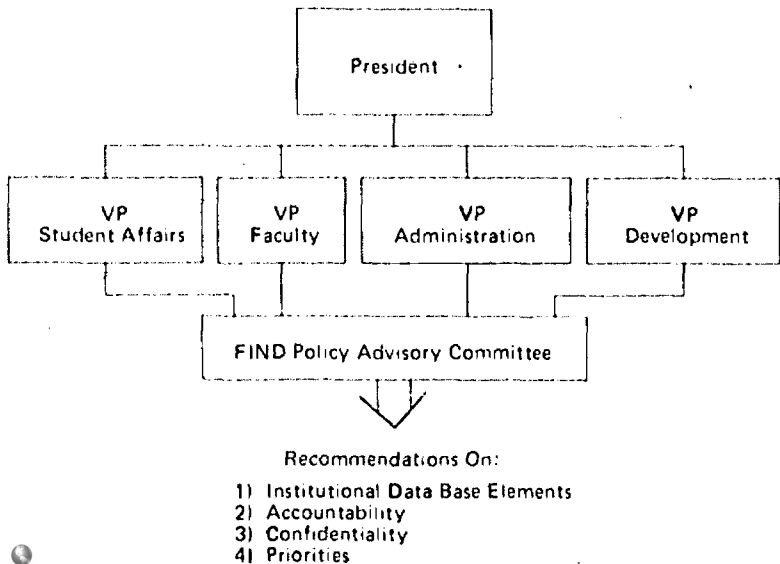 President
VP
Student Affairs
VP
Faculty
VP
Administration
VP
Development
FIND Policy Advisory Committee
Recommendations On:
1) Institutional Data Base Elements
2) Accountability
3) Confidentiality
4) Priorities